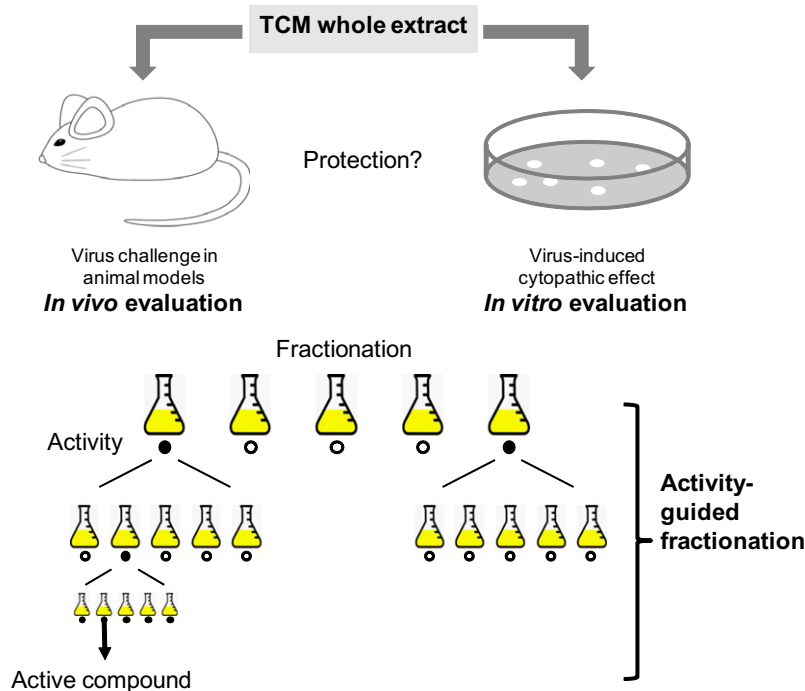 TCM whole extract
Protection?
Virus challenge in
animal models
In vivo evaluation
Virus-induced
cytopathic effect
In vitro evaluation
Fractionation
Activity
Activity-
guided
fractionation
Active compound